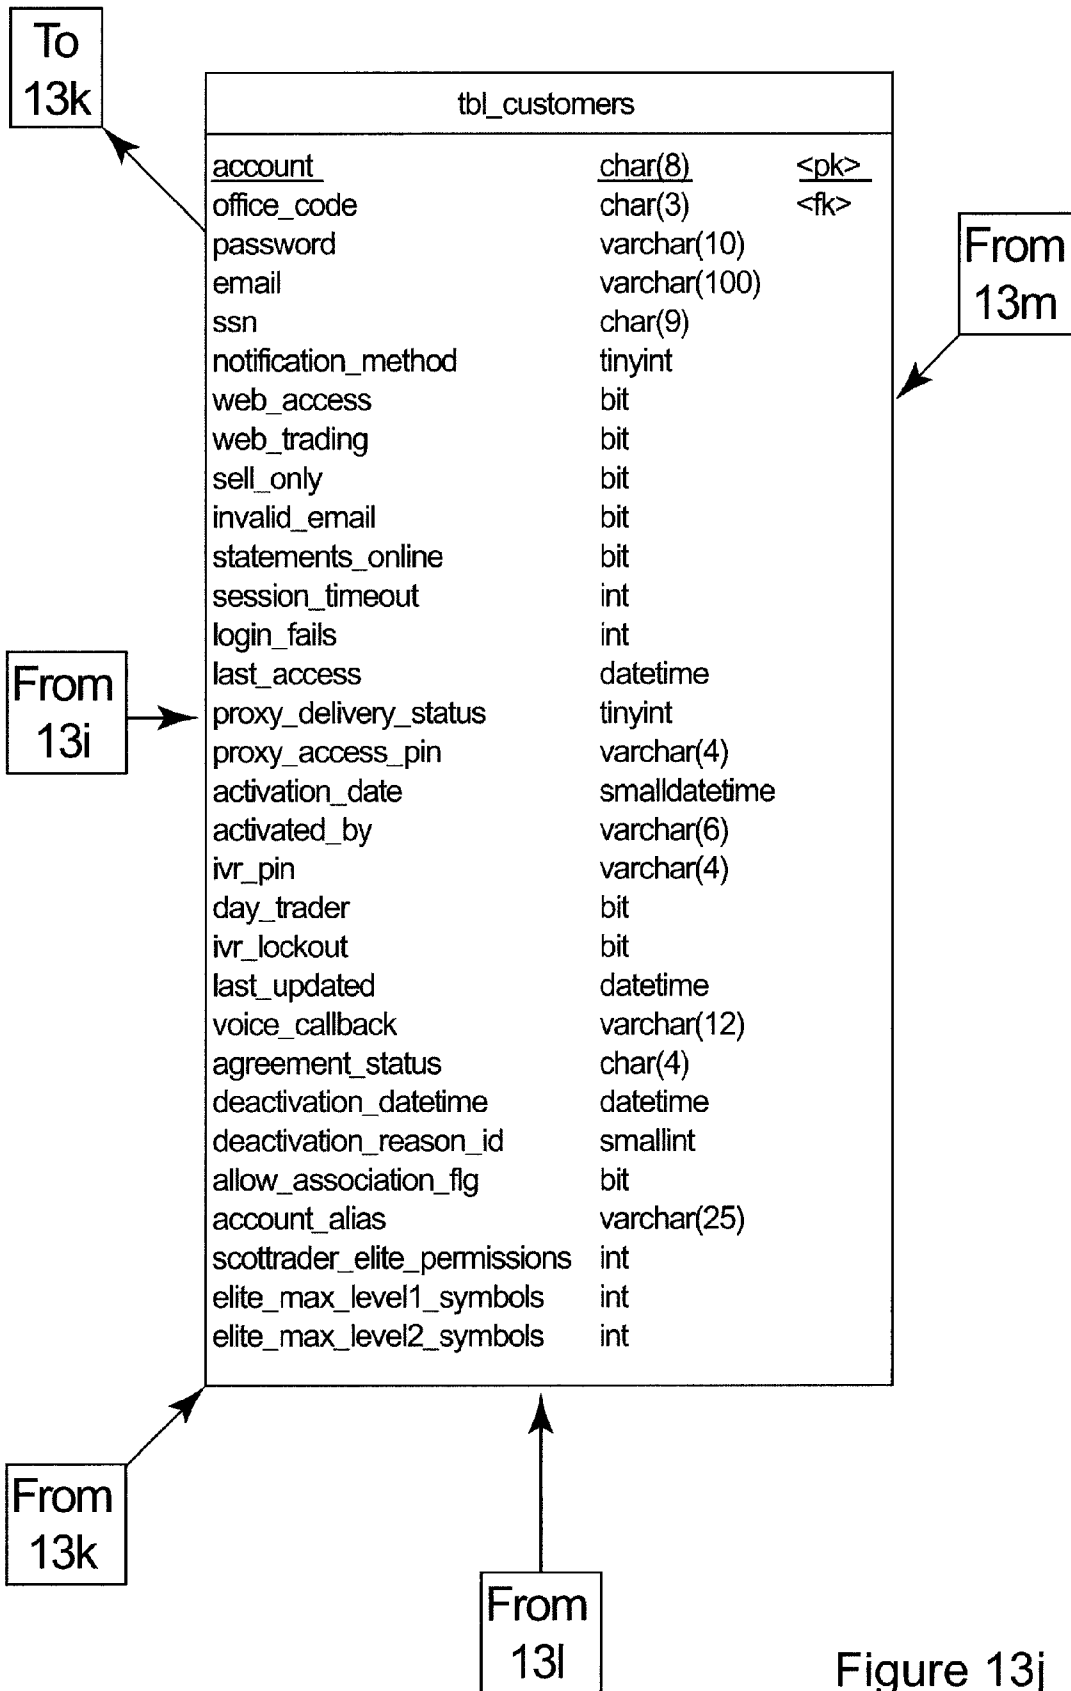 To
13k
tbl_customers
account char(8) <pk>
office_code char(3) <fk>
password varchar(10)
email varchar(100)
ssn char(9)
notification_method tinyint
web_access bit
web_trading bit
sell_only bit
invalid_email bit
statements_online bit
session_timeout int
login_fails int
last_access datetime
proxy_delivery_status tinyint
proxy_access_pin varchar(4)
activation_date smalldatetime
activated_by varchar(6)
ivr_pin varchar(4)
day_trader bit
ivr_lockout bit
last_updated datetime
voice_callback varchar(12)
agreement_status char(4)
deactivation_datetime datetime
deactivation_reason_id smallint
allow_association_flg bit
account_alias varchar(25)
scottrader_elite_permissions int
elite_max_level1_symbols int
elite_max_level2_symbols int
From
13m
From
13i
From
13k
From
13l
Figure 13j